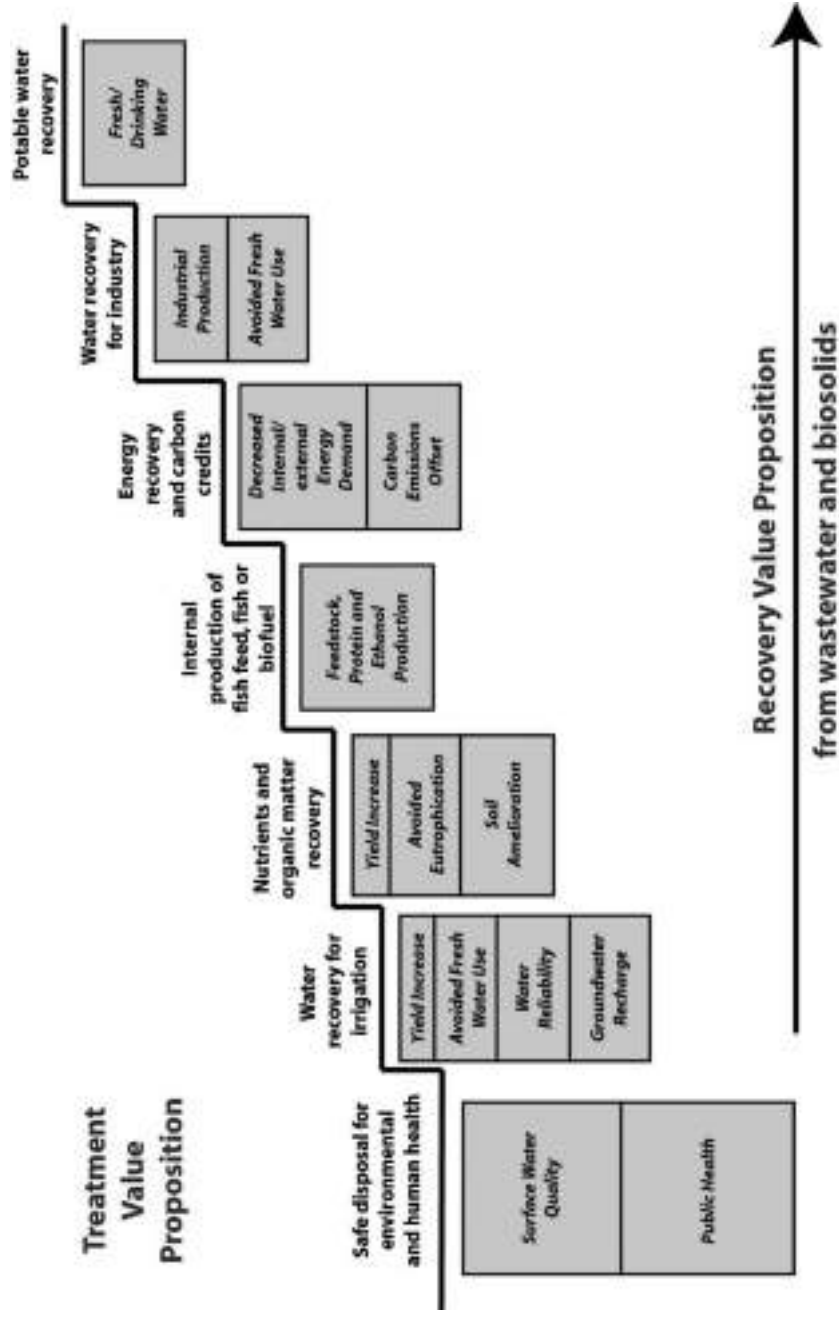 Treatment
Value
Proposition
Safe disposal for
environmental
and human health
Surface Water
Quality
Public Health
Water
recovery for
irrigation
Yield Increase
Avoided Fresh
Water Use
Water
Reliability
Groundwater
Recharge
Nutrients and
organic matter
recovery
Yield Increase
Avoided
Eutrophication
Soil
Amelioration
Internal
production of
fish feed, fish or
biofuel
Feedstock,
Protein and
Ethanol
Production
Energy
recovery
and carbon
credits
Decreased
Internal/
external
Energy
Demand
Carbon
Emissions
Offset
Water recovery
for industry
Industrial
Production
Avoided Fresh
Water Use
Potable water
recovery
Fresh/
Drinking
Water
Recovery Value Proposition
from wastewater and biosolids